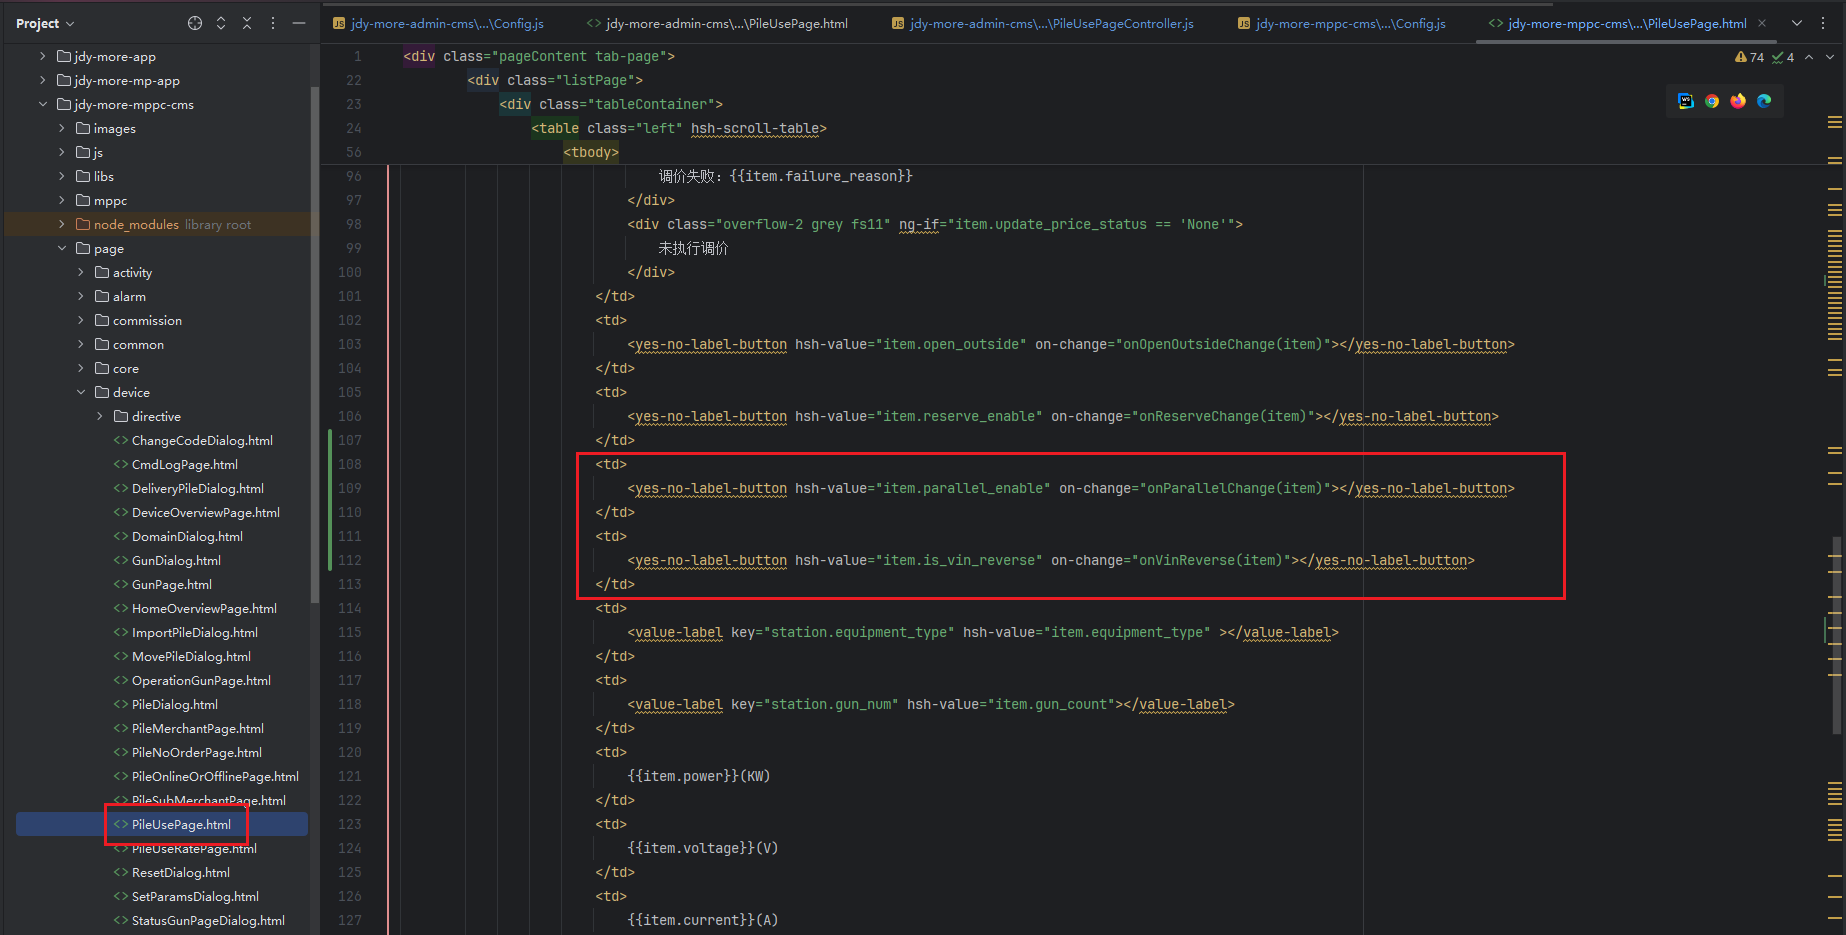 Project
jdy-more-admin-cms\...\Config.js
jdy-more-admin-cms\...\PileUsePage.html
jdy-more-admin-cms\...\PileUsePageController.js
jdy-more-mppc-cms\...\Config.js
jdy-more-mppc-cms\...\PileUsePage.html
jdy-more-app
jdy-more-mp-app
jdy-more-mppc-cms
images
js
libs
mppc
node_modules library root
page
activity
alarm
commission
common
core
device
directive
ChangeCodeDialog.html
CmdLogPage.html
DeliveryPileDialog.html
DeviceOverviewPage.html
DomainDialog.html
GunDialog.html
GunPage.html
HomeOverviewPage.html
ImportPileDialog.html
MovePileDialog.html
OperationGunPage.html
PileDialog.html
PileMerchantPage.html
PileNoOrderPage.html
PileOnlineOrOfflinePage.html
PileSubMerchantPage.html
PileUsePage.html
PileUseRatePage.html
ResetDialog.html
SetParamsDialog.html
StatusGunPageDialog.html
74 4
1 <div class="pageContent tab-page">
22 <div class="listPage">
23 <div class="tableContainer">
24 <table class="left" hsh-scroll-table>
56 <tbody>
96 调价失败：{{item.failure_reason}}
97 </div>
98 <div class="overflow-2 grey fs11" ng-if="item.update_price_status == 'None'">
99 未执行调价
100 </div>
101 </td>
102 <td>
103 <yes-no-label-button hsh-value="item.open_outside" on-change="onOpenOutsideChange(item)"></yes-no-label-button>
104 </td>
105 <td>
106 <yes-no-label-button hsh-value="item.reserve_enable" on-change="onReserveChange(item)"></yes-no-label-button>
107 </td>
108 <td>
109 <yes-no-label-button hsh-value="item.parallel_enable" on-change="onParallelChange(item)"></yes-no-label-button>
110 </td>
111 <td>
112 <yes-no-label-button hsh-value="item.is_vin_reverse" on-change="onVinReverse(item)"></yes-no-label-button>
113 </td>
114 <td>
115 <value-label key="station.equipment_type" hsh-value="item.equipment_type" ></value-label>
116 </td>
117 <td>
118 <value-label key="station.gun_num" hsh-value="item.gun_count"></value-label>
119 </td>
120 <td>
121 {{item.power}}(KW)
122 </td>
123 <td>
124 {{item.voltage}}(V)
125 </td>
126 <td>
127 {{item.current}}(A)